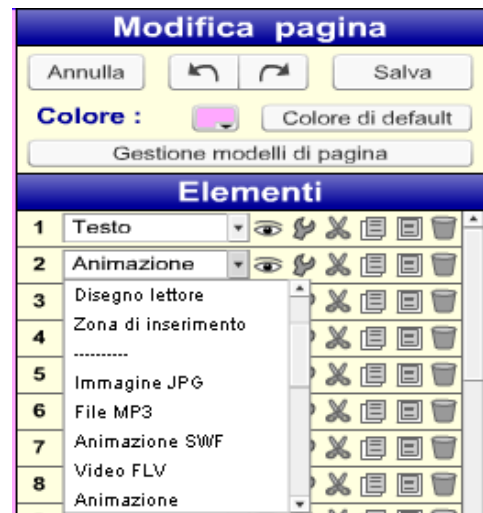 Modifica pagina
Annulla Salva
Colore : Colore di default
Gestione modelli di pagina
Elementi
1 Testo
2 Animazione
3 Disegno lettore
Zona di inserimento
4
----------
5 Immagine JPG
6 File MP3
7 Animazione SWF
Video FLV
8
Animazione